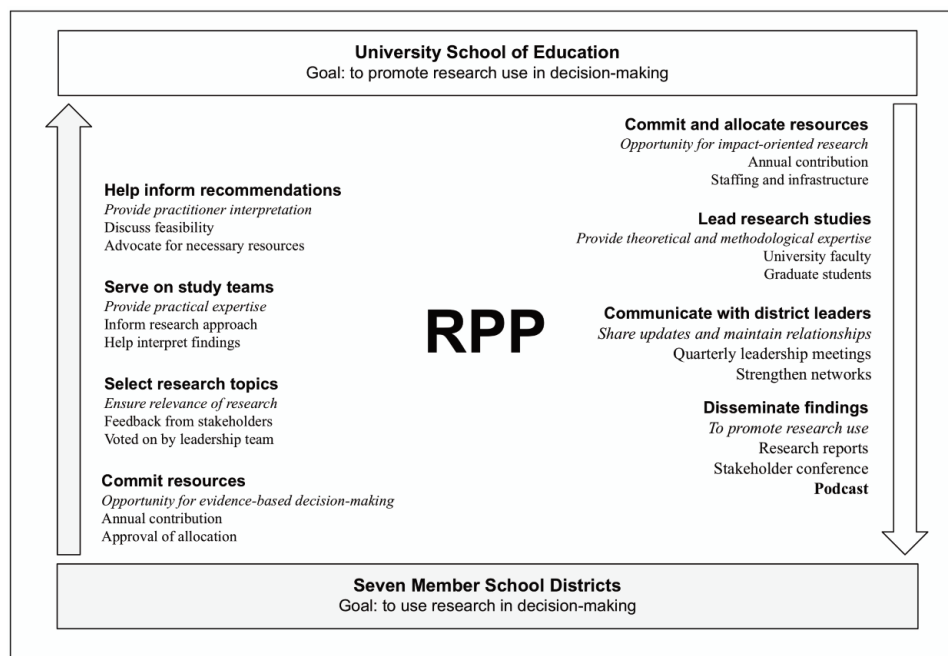 University School of Education
Goal: to promote research use in decision-making
Help inform recommendations
Provide practitioner interpretation
Discuss feasibility
Advocate for necessary resources
Serve on study teams
Provide practical expertise
Inform research approach
Help interpret findings
Select research topics
Ensure relevance of research
Feedback from stakeholders
Voted on by leadership team
Commit resources
Opportunity for evidence-based decision-making
Annual contribution
Approval of allocation
RPP
Commit and allocate resources
Opportunity for impact-oriented research
Annual contribution
Staffing and infrastructure
Lead research studies
Provide theoretical and methodological expertise
University faculty
Graduate students
Communicate with district leaders
Share updates and maintain relationships
Quarterly leadership meetings
Strengthen networks
Disseminate findings
To promote research use
Research reports
Stakeholder conference
Podcast
Seven Member School Districts
Goal: to use research in decision-making